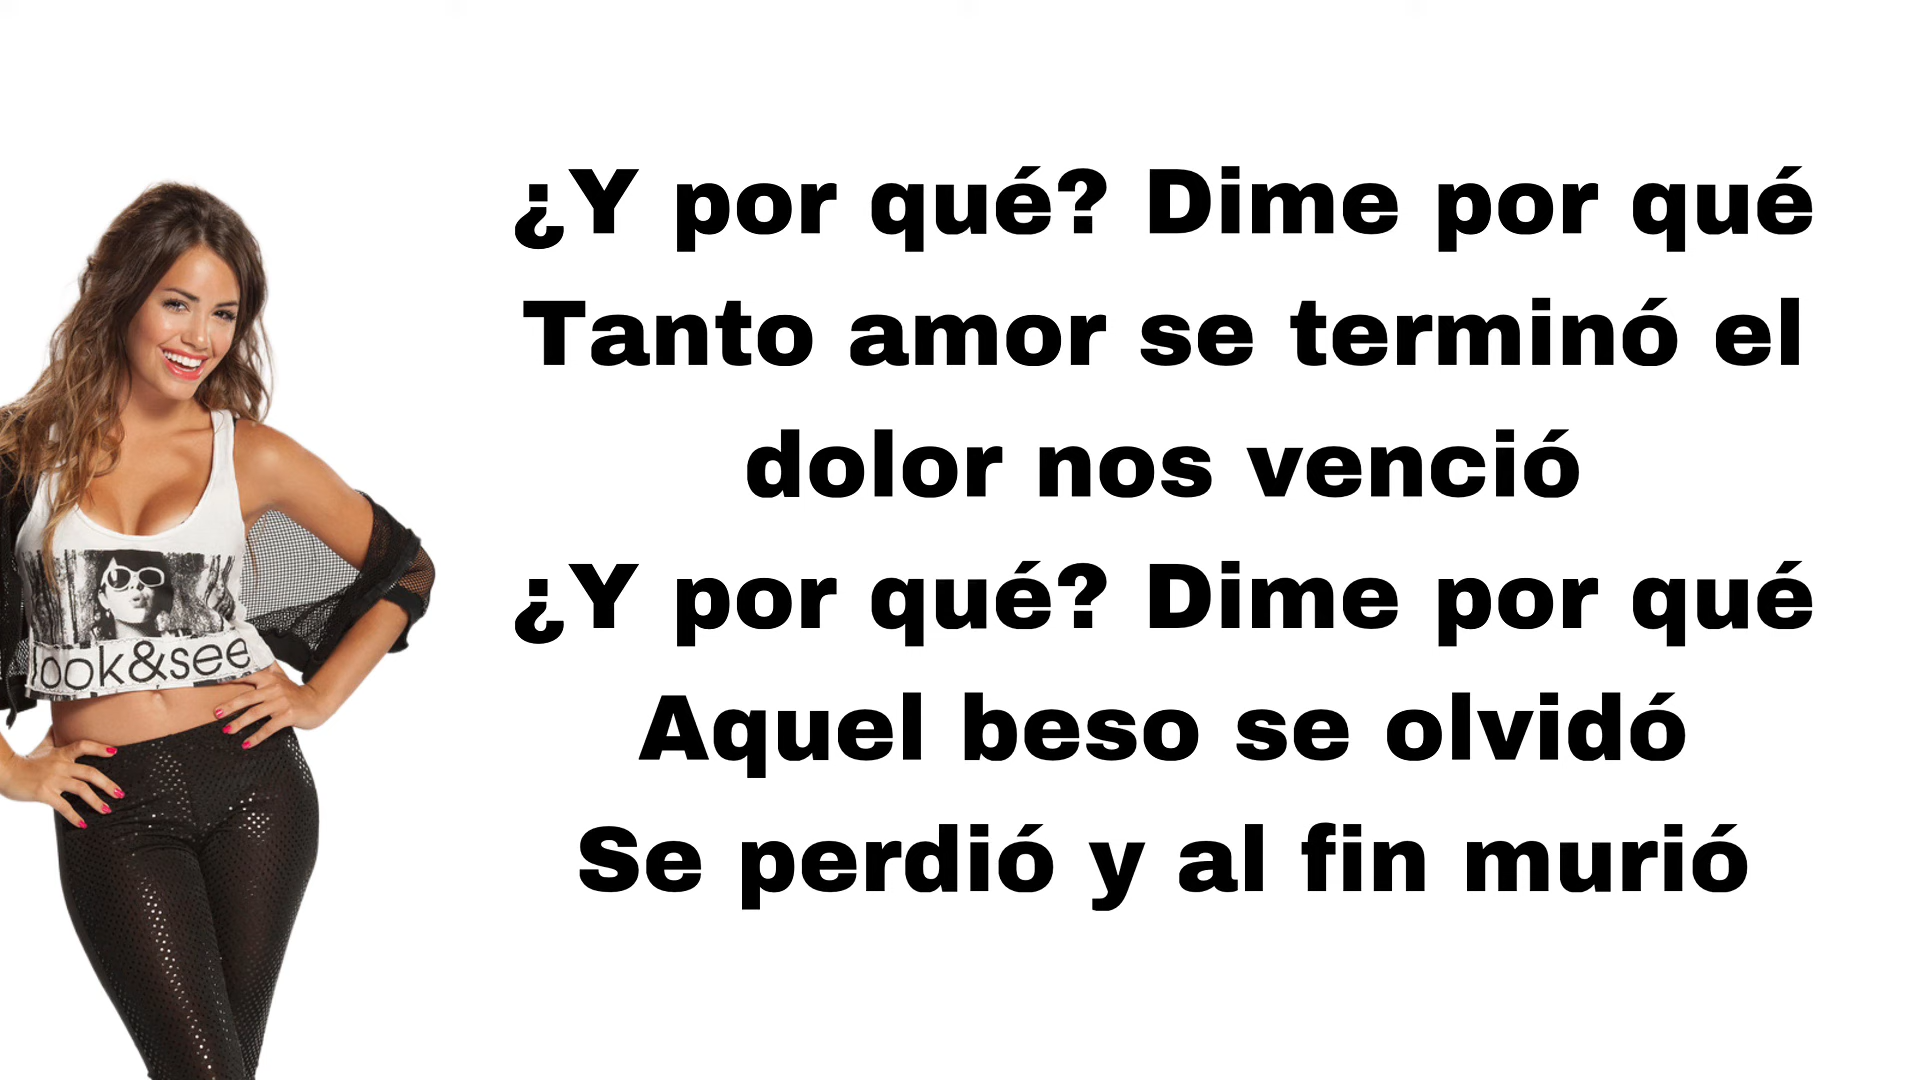 ¿Y por qué? Dime por qué
Tanto amor se terminó el
dolor nos venció
¿Y por qué? Dime por qué
Aquel beso se olvidó
Se perdió y al fin murió
look&see